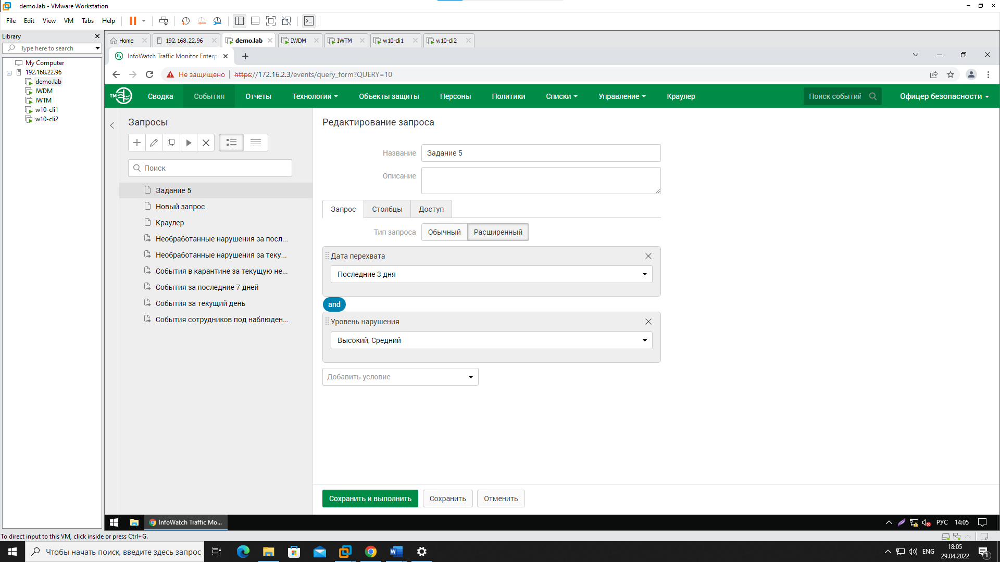 demo.lab - VMware Workstation
File Edit View VM Tabs Help
Library
Type here to search
My Computer
192.168.22.96
demo.lab
IWDM
IWTM
w10-cli1
w10-cli2
Home 192.168.22.96 demo.lab IWDM IWTM w10-cli1 w10-cli2
InfoWatch Traffic Monitor Enterp
Не защищено https://172.16.2.3/events/query_form?QUERY=10
TM Сводка События Отчеты Технологии Объекты защиты Персоны Политики Списки Управление Краулер Поиск событий Офицер безопасности
Запросы
Поиск
Задание 5
Новый запрос
Краулер
Необработанные нарушения за посл...
Необработанные нарушения за теку...
События в карантине за текущую не...
События за последние 7 дней
События за текущий день
События сотрудников под наблюден...
Редактирование запроса
Название Задание 5
Описание
Запрос Столбцы Доступ
Тип запроса Обычный Расширенный
Дата перехвата
Последние 3 дня
and
Уровень нарушения
Высокий, Средний
Добавить условие
Сохранить и выполнить Сохранить Отменить
InfoWatch Traffic Mo... РУС 14:05
To direct input to this VM, click inside or press Ctrl+G.
Чтобы начать поиск, введите здесь запрос
ENG 18:05
29.04.2022
1